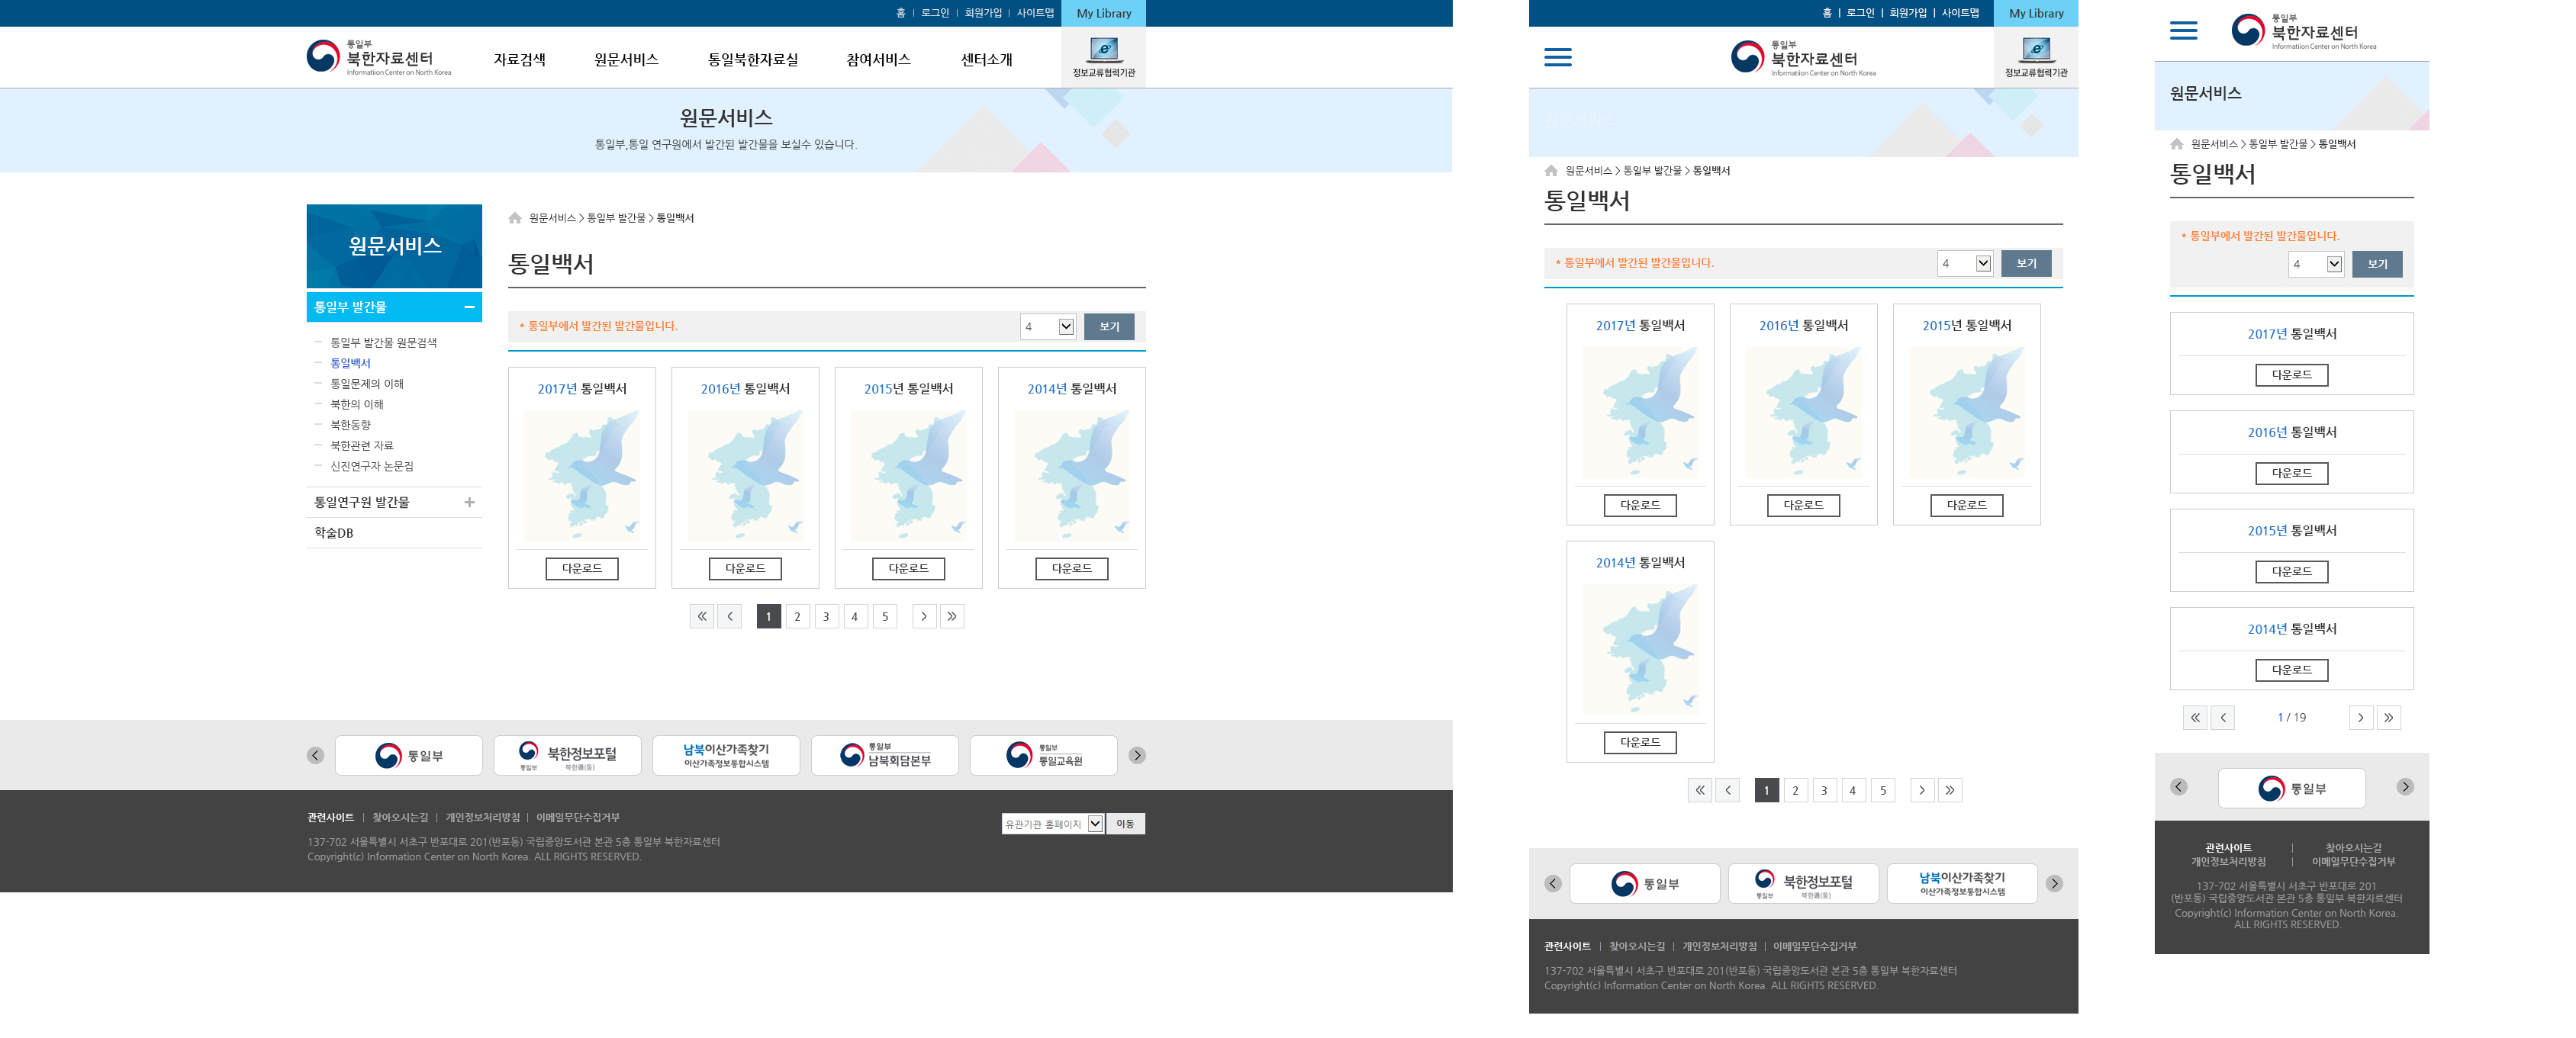 홈 | 로그인 | 회원가입 | 사이트맵 My Library
통일부
북한자료센터
Informatiion Center on North Korea
자료검색 원문서비스 통일북한자료실 참여서비스 센터소개
정보교류협력기관
원문서비스
통일부,통일 연구원에서 발간된 발간물을 보실수 있습니다.
원문서비스
통일부 발간물
통일부 발간물 원문검색
통일백서
통일문제의 이해
북한의 이해
북한동향
북한관련 자료
신진연구자 논문집
통일연구원 발간물
학술DB
원문서비스 > 통일부 발간물 > 통일백서
통일백서
* 통일부에서 발간된 발간물입니다.
4 보기
2017년 통일백서 2016년 통일백서 2015년 통일백서 2014년 통일백서
다운로드 다운로드 다운로드 다운로드
1 2 3 4 5
통일부
북한정보포털
통일부 북한通(통)
남북이산가족찾기
이산가족정보통합시스템
통일부
남북회담본부
통일부
통일교육원
관련사이트 | 찾아오시는길 | 개인정보처리방침 | 이메일무단수집거부
유관기관 홈페이지 이동
137-702 서울특별시 서초구 반포대로 201(반포동) 국립중앙도서관 본관 5층 통일부 북한자료센터
Copyright(c) Information Center on North Korea. ALL RIGHTS RESERVED.
홈 | 로그인 | 회원가입 | 사이트맵 My Library
통일부
북한자료센터
Informatiion Center on North Korea
정보교류협력기관
원문서비스
원문서비스 > 통일부 발간물 > 통일백서
통일백서
* 통일부에서 발간된 발간물입니다.
4 보기
2017년 통일백서 2016년 통일백서 2015년 통일백서
다운로드 다운로드 다운로드
2014년 통일백서
다운로드
1 2 3 4 5
통일부
북한정보포털
통일부 북한通(통)
남북이산가족찾기
이산가족정보통합시스템
관련사이트 | 찾아오시는길 | 개인정보처리방침 | 이메일무단수집거부
137-702 서울특별시 서초구 반포대로 201(반포동) 국립중앙도서관 본관 5층 통일부 북한자료센터
Copyright(c) Information Center on North Korea. ALL RIGHTS RESERVED.
통일부
북한자료센터
Informatiion Center on North Korea
원문서비스
원문서비스 > 통일부 발간물 > 통일백서
통일백서
* 통일부에서 발간된 발간물입니다.
4 보기
2017년 통일백서
다운로드
2016년 통일백서
다운로드
2015년 통일백서
다운로드
2014년 통일백서
다운로드
1 / 19
통일부
관련사이트 | 찾아오시는길
개인정보처리방침 | 이메일무단수집거부
137-702 서울특별시 서초구 반포대로 201
(반포동) 국립중앙도서관 본관 5층 통일부 북한자료센터
Copyright(c) Information Center on North Korea.
ALL RIGHTS RESERVED.